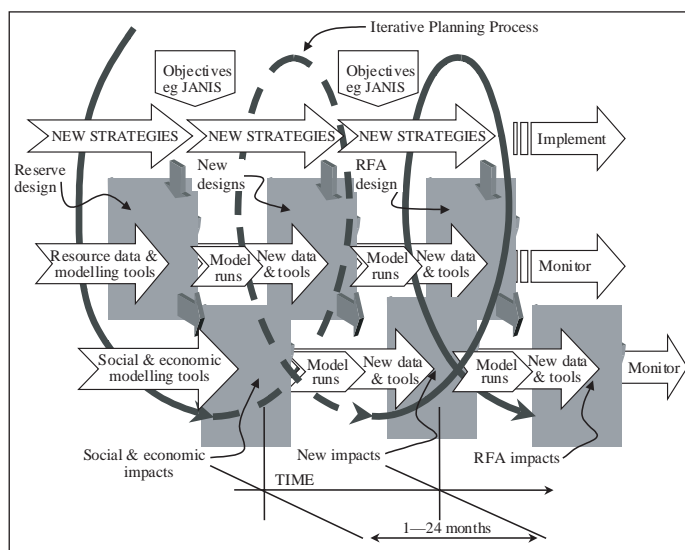 Iterative Planning Process
Objectives
eg JANIS
Objectives
eg JANIS
NEW STRATEGIES
NEW STRATEGIES
NEW STRATEGIES
Implement
Reserve
design
New
designs
RFA
design
Resource data &
modelling tools
Model
runs
New data
& tools
Model
runs
New data
& tools
Monitor
Social & economic
modelling tools
Model
runs
New data
& tools
Model
runs
New data
& tools
Monitor
Social & economic
impacts
New impacts
RFA impacts
TIME
1—24 months